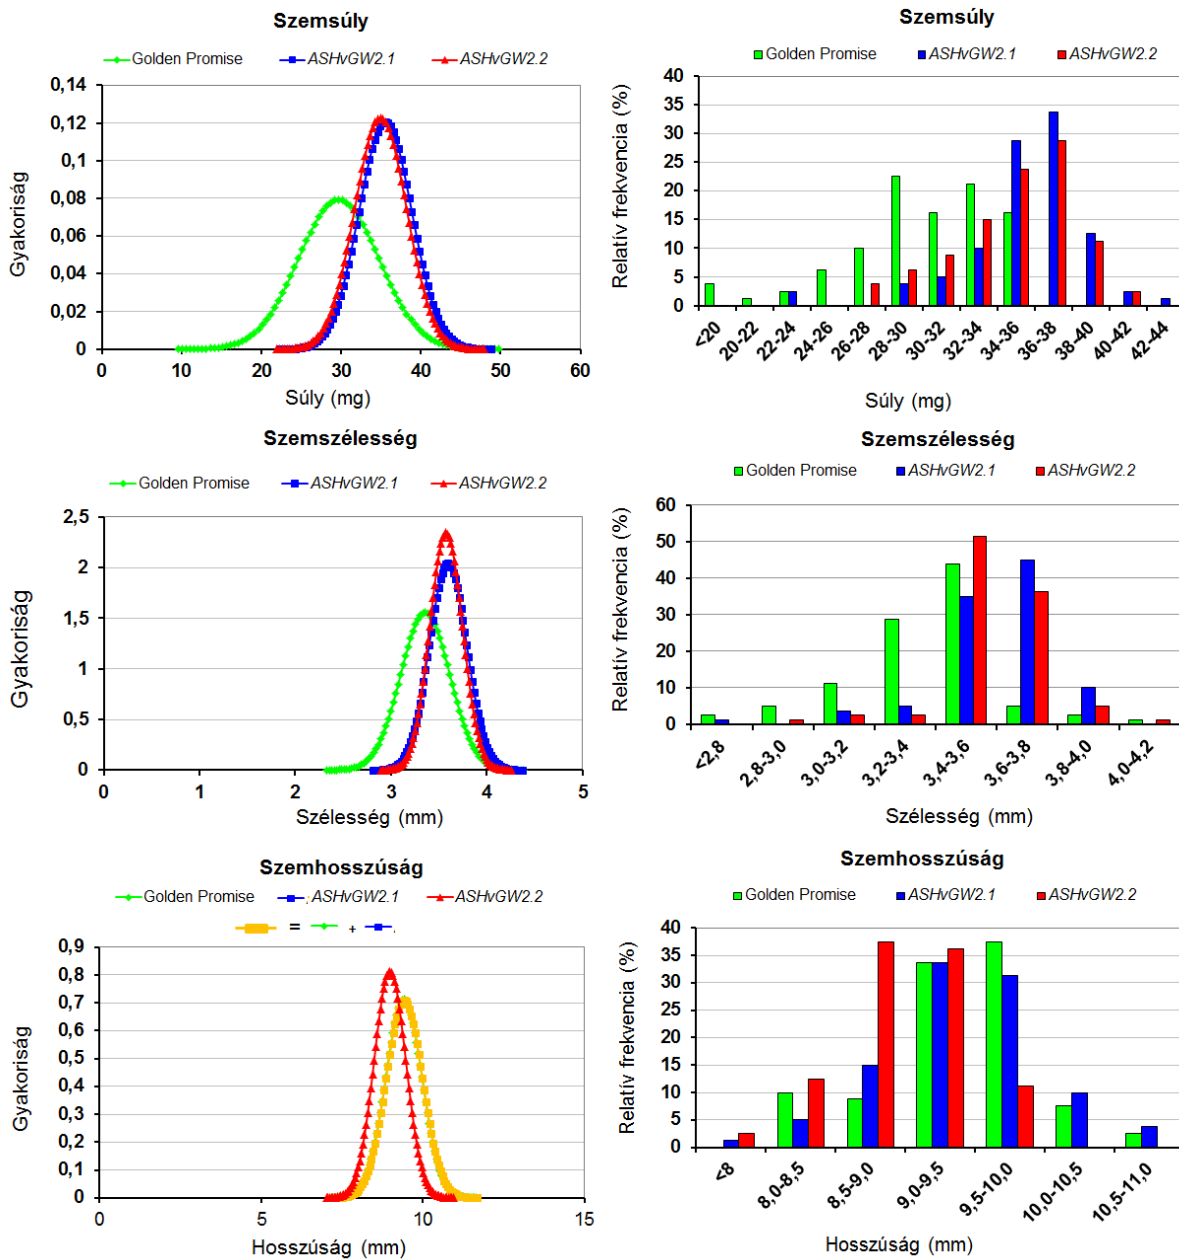 Szemsúly
Golden Promise ASHvGW2.1 ASHvGW2.2
Gyakoriság
0,14
0,12
0,1
0,08
0,06
0,04
0,02
0
0 10 20 30 40 50 60
Súly (mg)
Szemsúly
Golden Promise ASHvGW2.1 ASHvGW2.2
Relatív frekvencia (%)
40
35
30
25
20
15
10
5
0
<20 20-22 22-24 24-26 26-28 28-30 30-32 32-34 34-36 36-38 38-40 40-42 42-44
Súly (mg)
Szemszélesség
Golden Promise ASHvGW2.1 ASHvGW2.2
Gyakoriság
2,5
2
1,5
1
0,5
0
0 1 2 3 4 5
Szélesség (mm)
Szemszélesség
Golden Promise ASHvGW2.1 ASHvGW2.2
Relatív frekvencia (%)
60
50
40
30
20
10
0
<2,8 2,8-3,0 3,0-3,2 3,2-3,4 3,4-3,6 3,6-3,8 3,8-4,0 4,0-4,2
Szélesség (mm)
Szemhosszúság
Golden Promise ASHvGW2.1 ASHvGW2.2
= +
Gyakoriság
0,9
0,8
0,7
0,6
0,5
0,4
0,3
0,2
0,1
0
0 5 10 15
Hosszúság (mm)
Szemhosszúság
Golden Promise ASHvGW2.1 ASHvGW2.2
Relatív frekvencia (%)
40
35
30
25
20
15
10
5
0
<8 8,0-8,5 8,5-9,0 9,0-9,5 9,5-10,0 10,0-10,5 10,5-11,0
Hosszúság (mm)